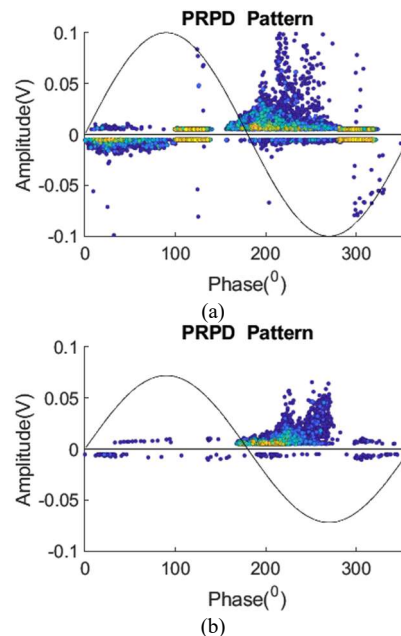 PRPD Pattern
0.1
0.05
0
-0.05
-0.1
Amplitude(V)
0 100 200 300
Phase(⁰)
(a)
PRPD Pattern
0.1
0.05
0
-0.05
-0.1
Amplitude(V)
0 100 200 300
Phase(⁰)
(b)